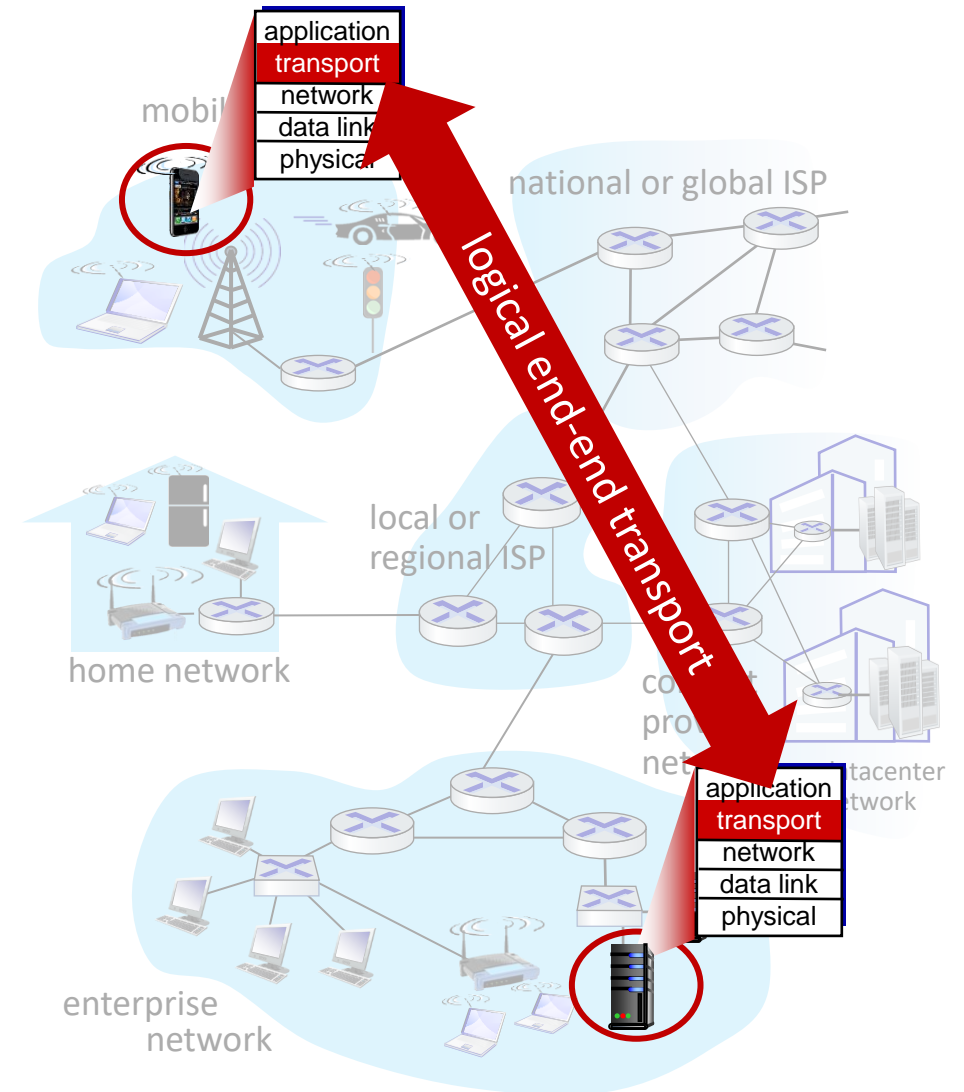 application
transport
network
data link
physical
national or global ISP
logical end-end transport
local or
regional ISP
home network
application
transport
network
data link
physical
network
enterprise
network